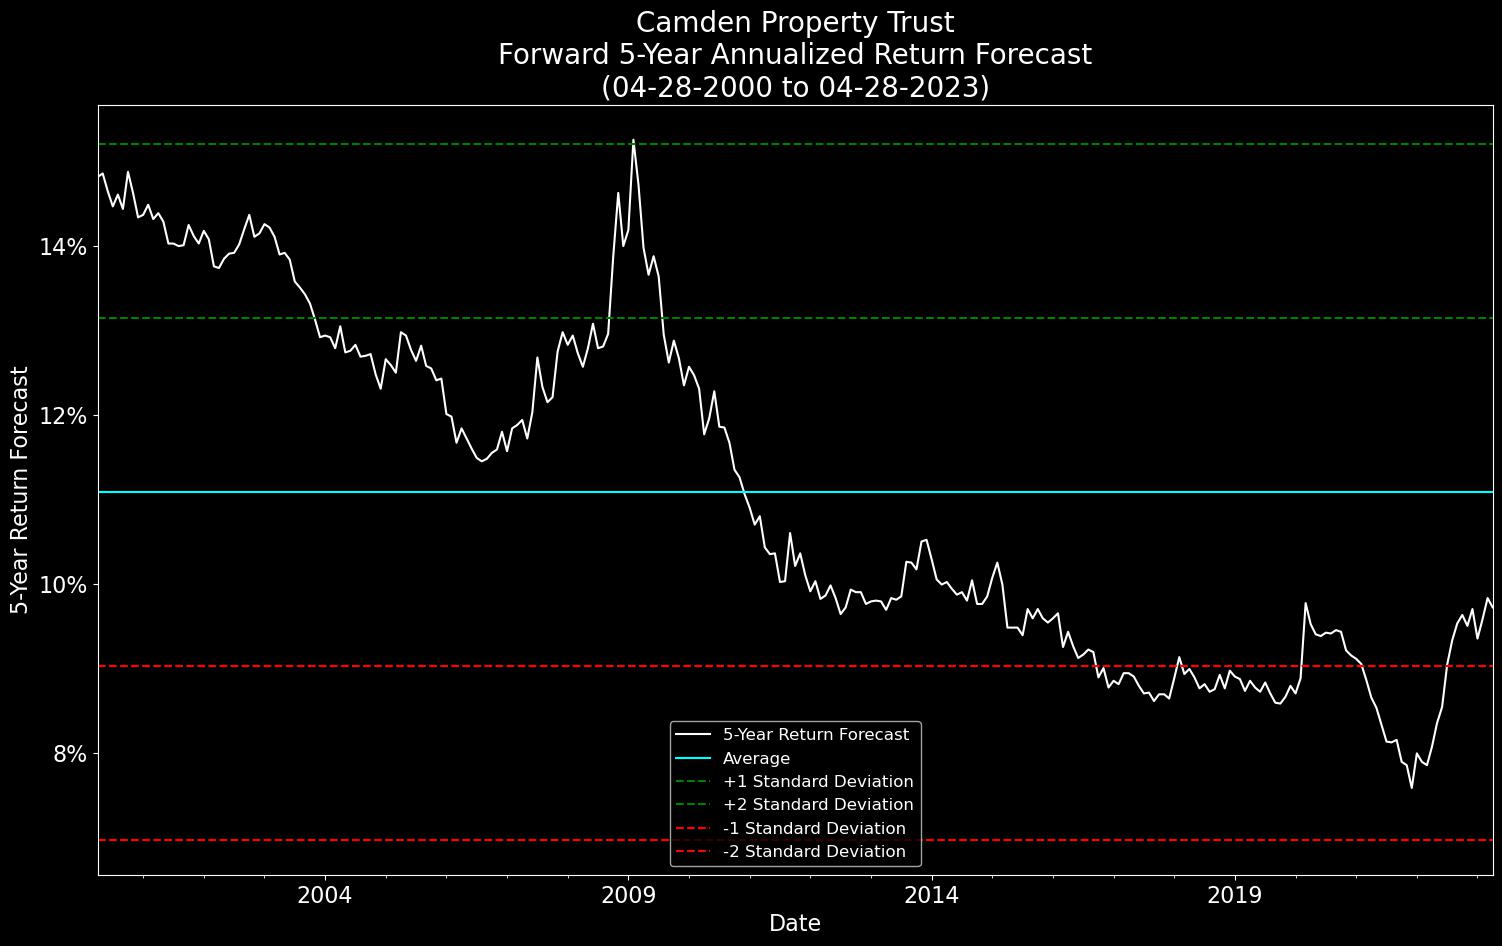 Camden Property Trust
Forward 5-Year Annualized Return Forecast
(04-28-2000 to 04-28-2023)
5-Year Return Forecast
14%
12%
10%
8%
5-Year Return Forecast
Average
+1 Standard Deviation
+2 Standard Deviation
-1 Standard Deviation
-2 Standard Deviation
2004 2009 2014 2019
Date